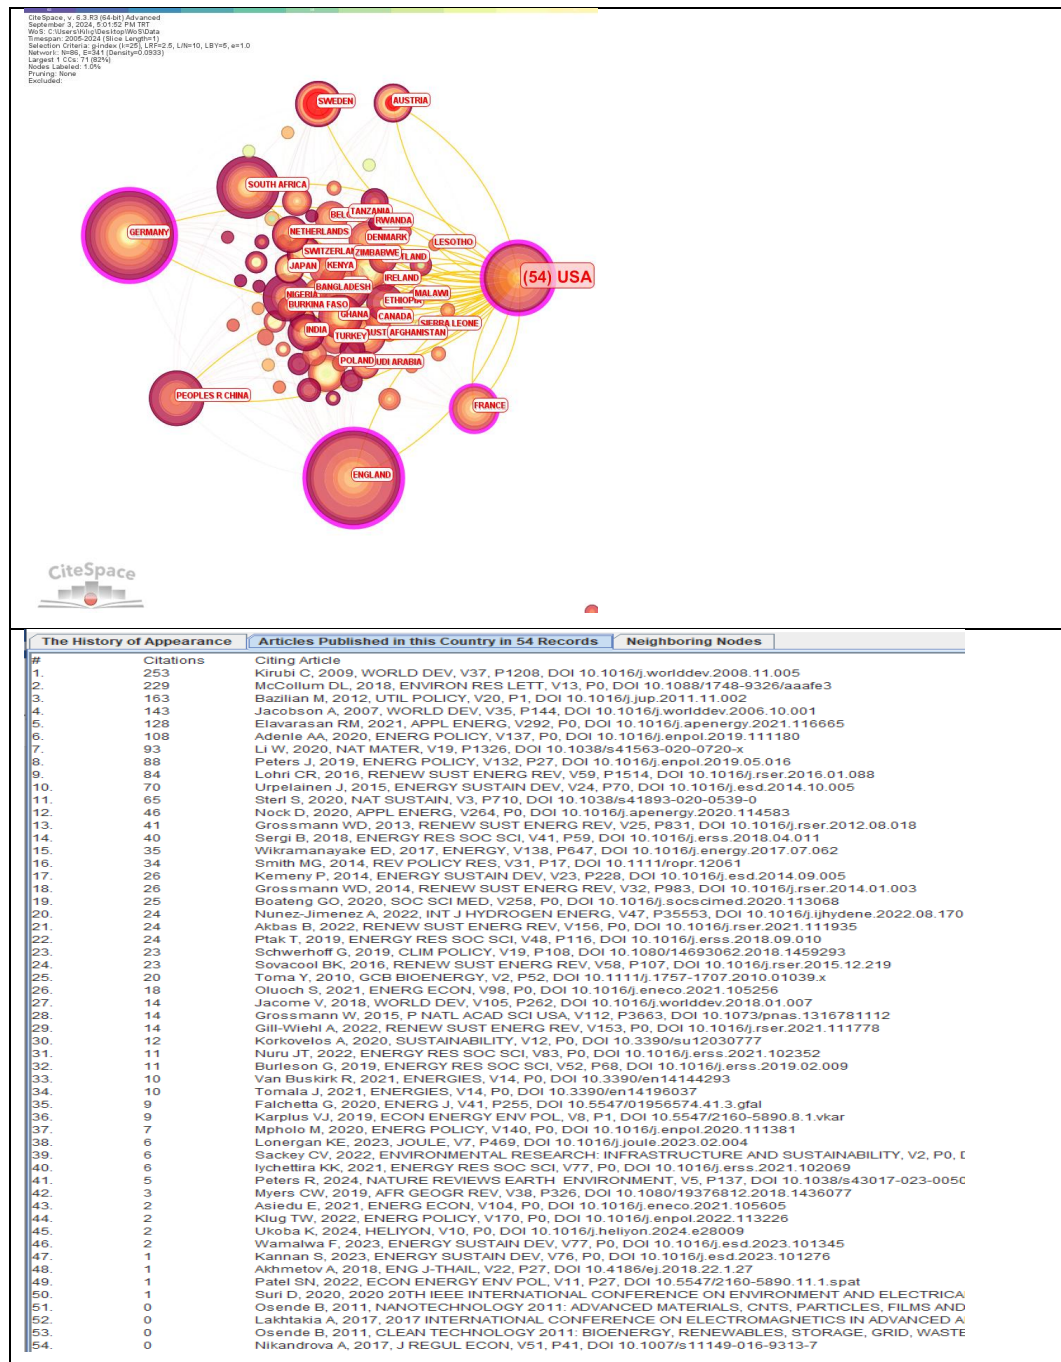 CiteSpace, v. 6.3.R3 (64-bit) Advanced
September 3, 2024, 5:01:52 PM TRT
WoS: C:\Users\Kılıç\Desktop\WoS\Data
Timespan: 2005-2024 (Slice Length=1)
Selection Criteria: g-index (k=25), LRF=2.5, L/N=10, LBY=5, e=1.0
Network: N=86, E=341 (Density=0.0933)
Largest 1 CCs: 71 (82%)
Nodes Labeled: 1.0%
Pruning: None
Excluded:
SWEDEN
AUSTRIA
SOUTH AFRICA
TANZANIA
RWANDA
GERMANY
NETHERLANDS
DENMARK
LESOTHO
ZIMBABWE
JAPAN
KENYA
IRELAND
(54) USA
BANGLADESH
MALAWI
NIGERIA
ETHIOPIA
BURKINA FASO
GHANA
CANADA
SIERRA LEONE
INDIA
TURKEY
AFGHANISTAN
POLAND
PEOPLES R CHINA
FRANCE
ENGLAND
CiteSpace
The History of Appearance Articles Published in this Country in 54 Records Neighboring Nodes
# Citations Citing Article
1. 253 Kirubi C, 2009, WORLD DEV, V37, P1208, DOI 10.1016/j.worlddev.2008.11.005
2. 229 McCollum DL, 2018, ENVIRON RES LETT, V13, P0, DOI 10.1088/1748-9326/aaafe3
3. 163 Bazilian M, 2012, UTIL POLICY, V20, P1, DOI 10.1016/j.jup.2011.11.002
4. 143 Jacobson A, 2007, WORLD DEV, V35, P144, DOI 10.1016/j.worlddev.2006.10.001
5. 128 Elavarasan RM, 2021, APPL ENERG, V292, P0, DOI 10.1016/j.apenergy.2021.116665
6. 108 Adenle AA, 2020, ENERG POLICY, V137, P0, DOI 10.1016/j.enpol.2019.111180
7. 93 Li W, 2020, NAT MATER, V19, P1326, DOI 10.1038/s41563-020-0720-x
8. 88 Peters J, 2019, ENERG POLICY, V132, P27, DOI 10.1016/j.enpol.2019.05.016
9. 84 Lohri CR, 2016, RENEW SUST ENERG REV, V59, P1514, DOI 10.1016/j.rser.2016.01.088
10. 70 Urpelainen J, 2015, ENERGY SUSTAIN DEV, V24, P70, DOI 10.1016/j.esd.2014.10.005
11. 65 Sterl S, 2020, NAT SUSTAIN, V3, P710, DOI 10.1038/s41893-020-0539-0
12. 46 Nock D, 2020, APPL ENERG, V264, P0, DOI 10.1016/j.apenergy.2020.114583
13. 41 Grossmann WD, 2013, RENEW SUST ENERG REV, V25, P831, DOI 10.1016/j.rser.2012.08.018
14. 40 Sergi B, 2018, ENERGY RES SOC SCI, V41, P59, DOI 10.1016/j.erss.2018.04.011
15. 35 Wikramanayake ED, 2017, ENERGY, V138, P647, DOI 10.1016/j.energy.2017.07.062
16. 34 Smith MG, 2014, REV POLICY RES, V31, P17, DOI 10.1111/ropr.12061
17. 26 Kemeny P, 2014, ENERGY SUSTAIN DEV, V23, P228, DOI 10.1016/j.esd.2014.09.005
18. 26 Grossmann WD, 2014, RENEW SUST ENERG REV, V32, P983, DOI 10.1016/j.rser.2014.01.003
19. 25 Boateng GO, 2020, SOC SCI MED, V258, P0, DOI 10.1016/j.socscimed.2020.113068
20. 24 Nunez-Jimenez A, 2022, INT J HYDROGEN ENERG, V47, P35553, DOI 10.1016/j.ijhydene.2022.08.170
21. 24 Akbas B, 2022, RENEW SUST ENERG REV, V156, P0, DOI 10.1016/j.rser.2021.111935
22. 24 Ptak T, 2019, ENERGY RES SOC SCI, V48, P116, DOI 10.1016/j.erss.2018.09.010
23. 23 Schwerhoff G, 2019, CLIM POLICY, V19, P108, DOI 10.1080/14693062.2018.1459293
24. 23 Sovacool BK, 2016, RENEW SUST ENERG REV, V58, P107, DOI 10.1016/j.rser.2015.12.219
25. 20 Toma Y, 2010, GCB BIOENERGY, V2, P52, DOI 10.1111/j.1757-1707.2010.01039.x
26. 18 Oluoch S, 2021, ENERG ECON, V98, P0, DOI 10.1016/j.eneco.2021.105256
27. 14 Jacome V, 2018, WORLD DEV, V105, P262, DOI 10.1016/j.worlddev.2018.01.007
28. 14 Grossmann W, 2015, P NATL ACAD SCI USA, V112, P3663, DOI 10.1073/pnas.1316781112
29. 14 Gill-Wiehl A, 2022, RENEW SUST ENERG REV, V153, P0, DOI 10.1016/j.rser.2021.111778
30. 12 Korkovelos A, 2020, SUSTAINABILITY, V12, P0, DOI 10.3390/su12030777
31. 11 Nuru JT, 2022, ENERGY RES SOC SCI, V83, P0, DOI 10.1016/j.erss.2021.102352
32. 11 Burleson G, 2019, ENERGY RES SOC SCI, V52, P68, DOI 10.1016/j.erss.2019.02.009
33. 10 Van Buskirk R, 2021, ENERGIES, V14, P0, DOI 10.3390/en14144293
34. 10 Tomala J, 2021, ENERGIES, V14, P0, DOI 10.3390/en14196037
35. 9 Falchetta G, 2020, ENERG J, V41, P255, DOI 10.5547/01956574.41.3.gfal
36. 9 Karplus VJ, 2019, ECON ENERGY ENV POL, V8, P1, DOI 10.5547/2160-5890.8.1.vkar
37. 7 Mpholo M, 2020, ENERG POLICY, V140, P0, DOI 10.1016/j.enpol.2020.111381
38. 6 Lonergan KE, 2023, JOULE, V7, P469, DOI 10.1016/j.joule.2023.02.004
39. 6 Sackey CV, 2022, ENVIRONMENTAL RESEARCH: INFRASTRUCTURE AND SUSTAINABILITY, V2, P0,
40. 6 Iychettira KK, 2021, ENERGY RES SOC SCI, V77, P0, DOI 10.1016/j.erss.2021.102069
41. 5 Peters R, 2024, NATURE REVIEWS EARTH ENVIRONMENT, V5, P137, DOI 10.1038/s43017-023-0050
42. 3 Myers CW, 2019, AFR GEOGR REV, V38, P326, DOI 10.1080/19376812.2018.1436077
43. 2 Asiedu E, 2021, ENERG ECON, V104, P0, DOI 10.1016/j.eneco.2021.105605
44. 2 Klug TW, 2022, ENERG POLICY, V170, P0, DOI 10.1016/j.enpol.2022.113226
45. 2 Ukoba K, 2024, HELIYON, V10, P0, DOI 10.1016/j.heliyon.2024.e28009
46. 2 Wamalwa F, 2023, ENERGY SUSTAIN DEV, V77, P0, DOI 10.1016/j.esd.2023.101345
47. 1 Kannan S, 2023, ENERGY SUSTAIN DEV, V76, P0, DOI 10.1016/j.esd.2023.101276
48. 1 Akhmetov A, 2018, ENG J-THAIL, V22, P27, DOI 10.4186/ej.2018.22.1.27
49. 1 Patel SN, 2022, ECON ENERGY ENV POL, V11, P27, DOI 10.5547/2160-5890.11.1.spat
50. 1 Suri D, 2020, 2020 20TH IEEE INTERNATIONAL CONFERENCE ON ENVIRONMENT AND ELECTRICA
51. 0 Osende B, 2011, NANOTECHNOLOGY 2011: ADVANCED MATERIALS, CNTS, PARTICLES, FILMS AND
52. 0 Lakhtakia A, 2017, 2017 INTERNATIONAL CONFERENCE ON ELECTROMAGNETICS IN ADVANCED A
53. 0 Osende B, 2011, CLEAN TECHNOLOGY 2011: BIOENERGY, RENEWABLES, STORAGE, GRID, WASTE
54. 0 Nikandrova A, 2017, J REGUL ECON, V51, P41, DOI 10.1007/s11149-016-9313-7